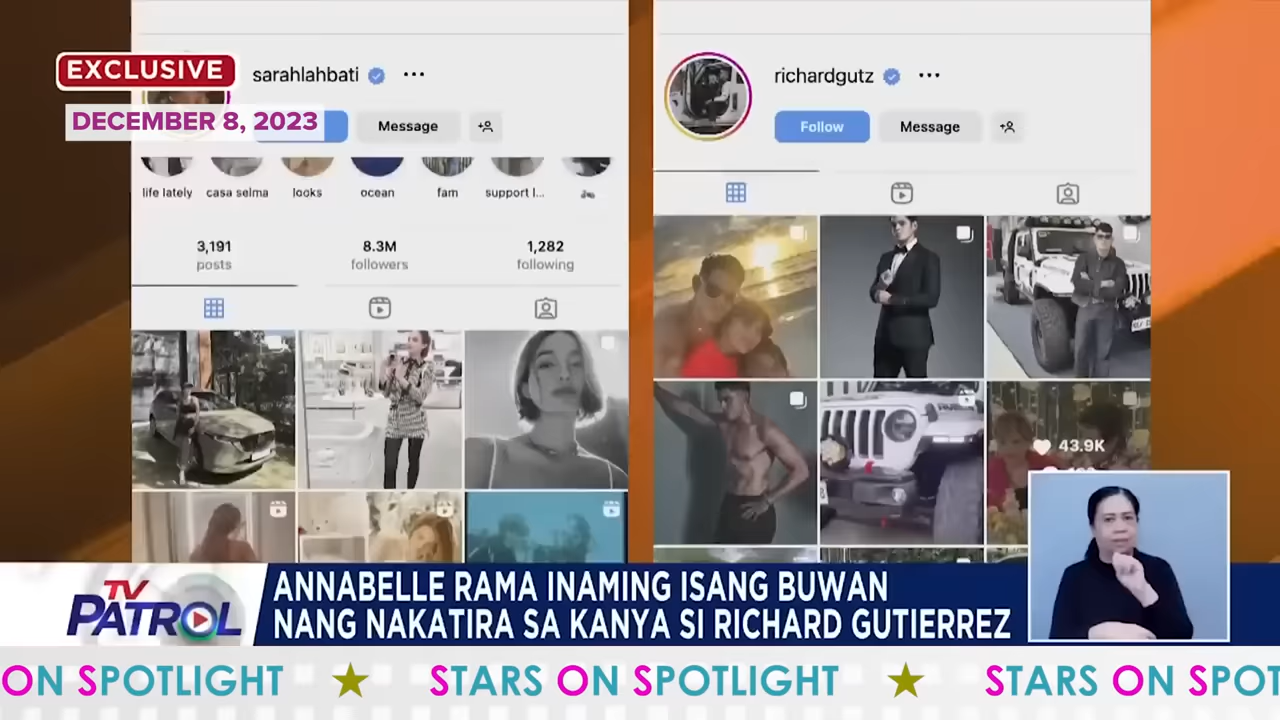 EXCLUSIVE
DECEMBER 8, 2023
sarahlahbati
Message
life lately
casa selma
looks
ocean
fam
support l...
3,191
posts
8.3M
followers
1,282
following
richardgutz
Follow
Message
43.9K
TV
PATROL
ANNABELLE RAMA INAMING ISANG BUWAN
NANG NAKATIRA SA KANYA SI RICHARD GUTIERREZ
ON SPOTLIGHT ★ STARS ON SPOTLIGHT ★ STARS ON SPOT